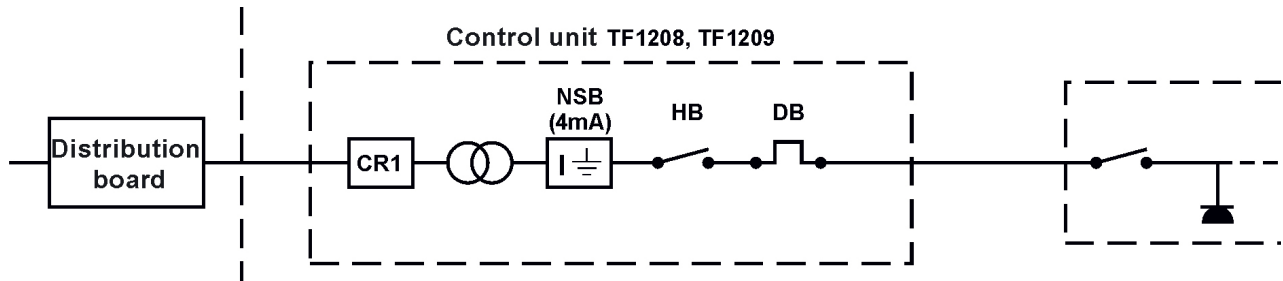 Control unit TF1208, TF1209
Distribution
board
CR1
NSB
(4mA)
I
HB
DB